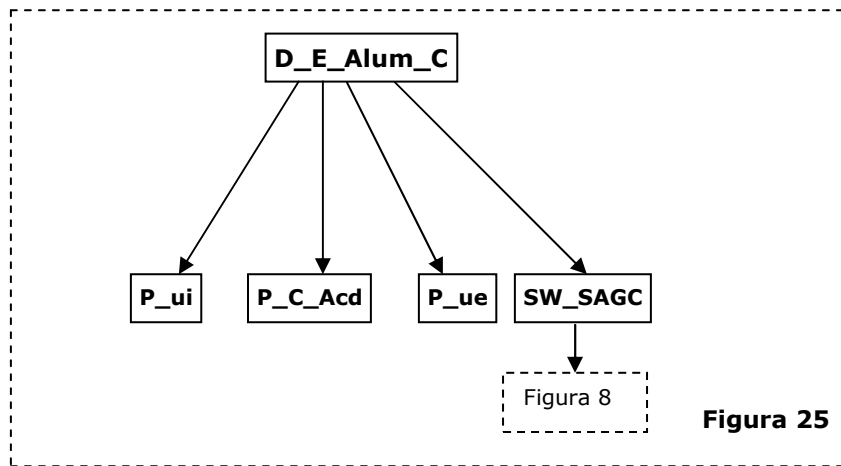 D_E_Alum_C
P_ui
P_C_Acd
P_ue
SW_SAGC
Figura 8
Figura 25